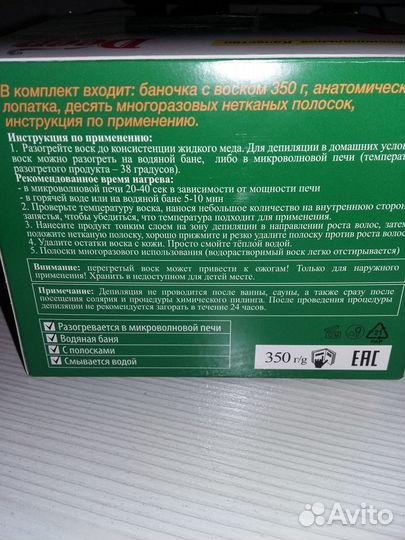 В комплект входит: баночка с воском 350 г, анатомичес
лопатка, десять многоразовых нетканых полосок,
инструкция по применению.
Инструкция по применению:
1. Разогрейте воск до консистенции жидкого меда. Для депиляции в домашних услов
воск можно разогреть на водяной бане, либо в микроволновой печи (температ
разогретого продукта – 38 градусов).
Рекомендованное время нагрева:
- в микроволновой печи 20-40 сек в зависимости от мощности печи
- в горячей воде или на водяной бане 5-10 мин
2. Проверьте температуру воска, нанося небольшое количество на внутреннюю сторон
запястья, чтобы убедиться, что температура подходит для применения.
3. Нанесите продукт тонким слоем на зону депиляции в направлении роста волос, затем
положите нетканую полоску, хорошо прижмите и резко удалите полоску против роста волос
4. Удалите остатки воска с кожи. Просто смойте тёплой водой.
5. Полоски многоразового использования (водорастворимый воск легко отстирывается)
Внимание: перегретый воск может привести к ожогам! Только для наружного
применения! Хранить в недоступном для детей месте.
Примечание: Депиляция не проводится после ванны, сауны, а также сразу после
посещения солярия и процедуры химического пилинга. После проведения процедуры
депиляции не рекомендуется загорать в течение 24 часов.
Разогревается в микроволновой печи
Водяная баня
С полосками
Смывается водой
350 г/g
EAC
PAP
Avito